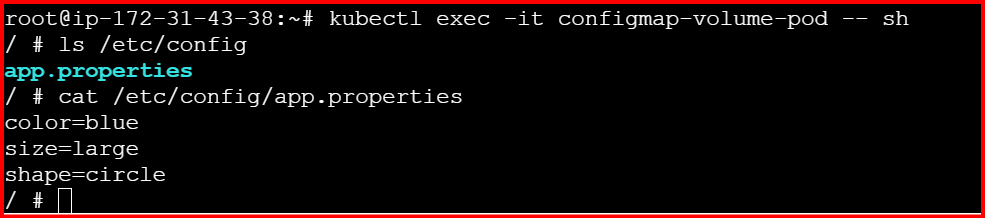 root@ip-172-31-43-38:~# kubectl exec -it configmap-volume-pod -- sh
/ # ls /etc/config
app.properties
/ # cat /etc/config/app.properties
color=blue
size=large
shape=circle
/ #